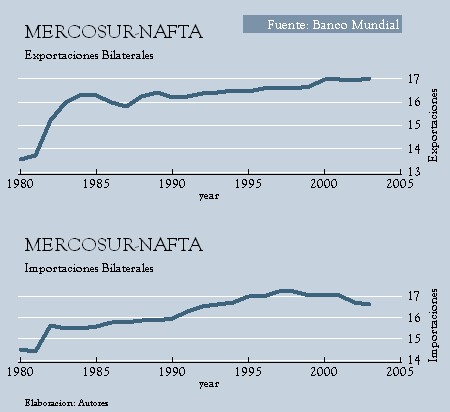 MERCOSUR-NAFTA
Fuente: Banco Mundial
Exportaciones Bilaterales
17
16
15
14
13
Exportaciones
1980 1985 1990 1995 2000 2005
year
MERCOSUR-NAFTA
Importaciones Bilaterales
17
16
15
14
Importaciones
1980 1985 1990 1995 2000 2005
year
Elaboracion: Autores